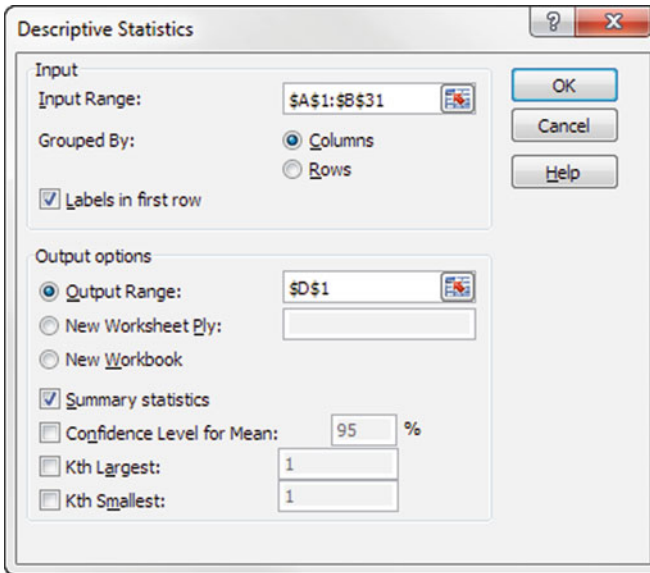 Descriptive Statistics
Input
Input Range: $A$1:$B$31
Grouped By: Columns
Rows
Labels in first row
OK
Cancel
Help
Output options
Output Range: $D$1
New Worksheet Ply:
New Workbook
Summary statistics
Confidence Level for Mean: 95 %
Kth Largest: 1
Kth Smallest: 1